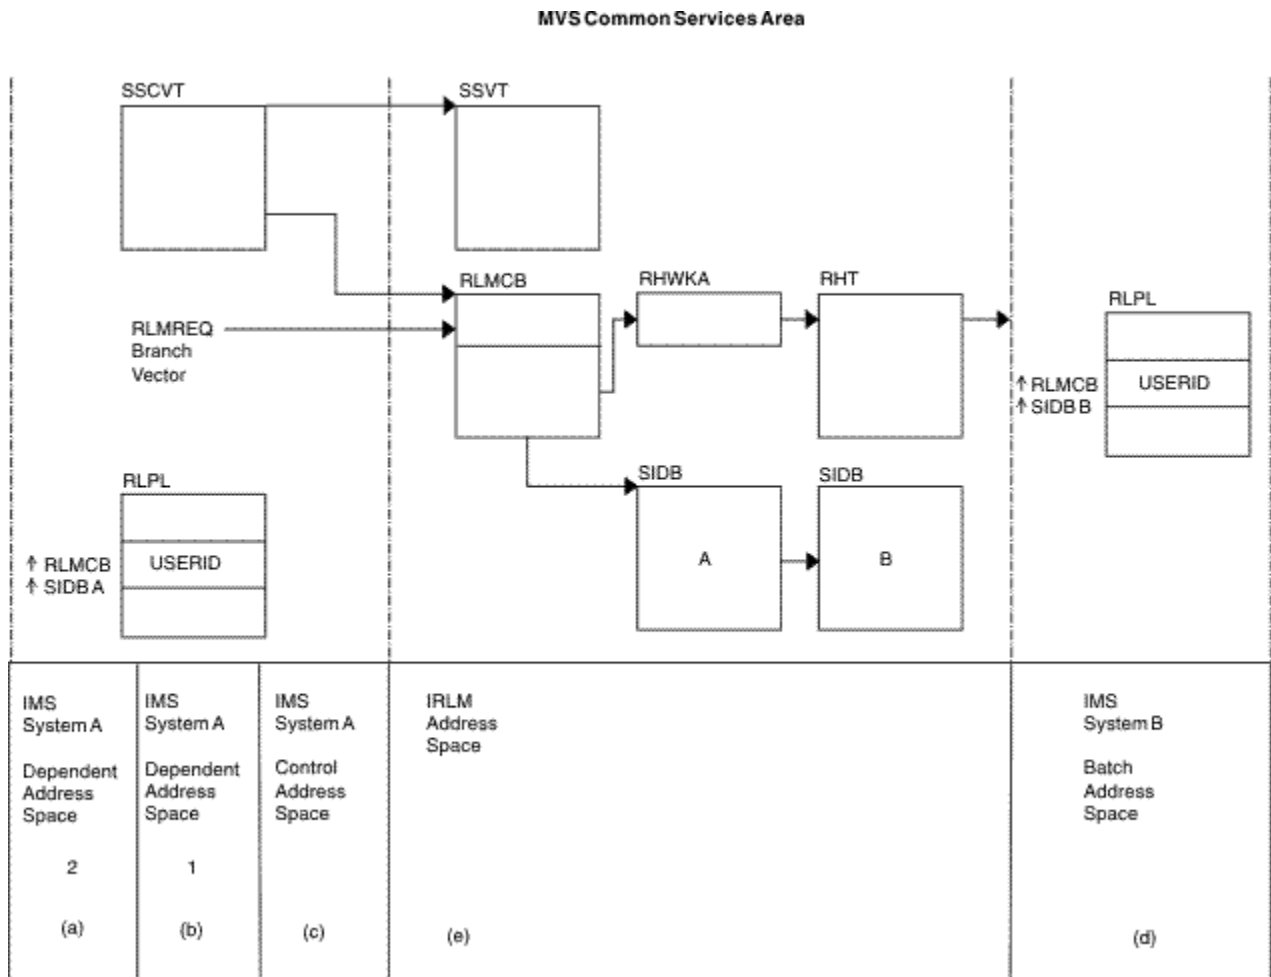 MVS Common Services Area
SSCVT
SSVT
RLMCB
RHWKA
RHT
RLPL
RLMREQ
Branch
Vector
↑ RLMCB
↑ SIDB B
USERID
RLPL
SIDB
SIDB
↑ RLMCB
↑ SIDB A
USERID
A
B
IMS
System A
Dependent
Address
Space
2
(a)
IMS
System A
Dependent
Address
Space
1
(b)
IMS
System A
Control
Address
Space
(c)
IRLM
Address
Space
(e)
IMS
System B
Batch
Address
Space
(d)